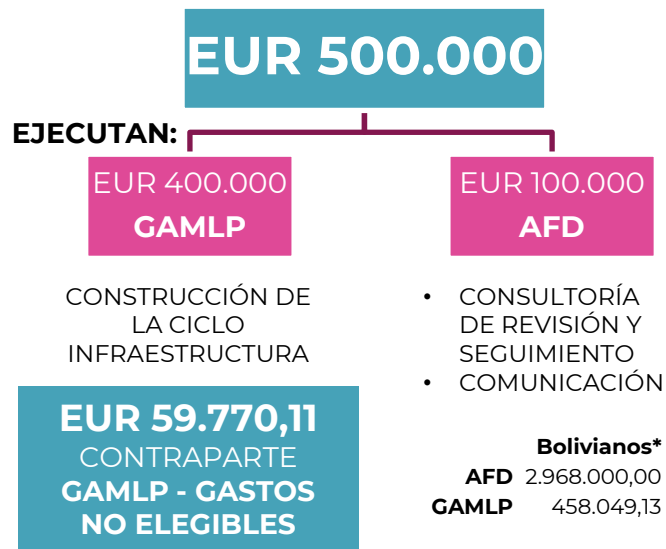 EUR 500.000
EJECUTAN:
EUR 400.000
GAMLP
CONSTRUCCIÓN DE
LA CICLO
INFRAESTRUCTURA
EUR 59.770,11
CONTRAPARTE
GAMLP - GASTOS
NO ELEGIBLES
EUR 100.000
AFD
• CONSULTORÍA
DE REVISIÓN Y
SEGUIMIENTO
• COMUNICACIÓN
Bolivianos*
AFD 2.968.000,00
GAMLP 458.049,13